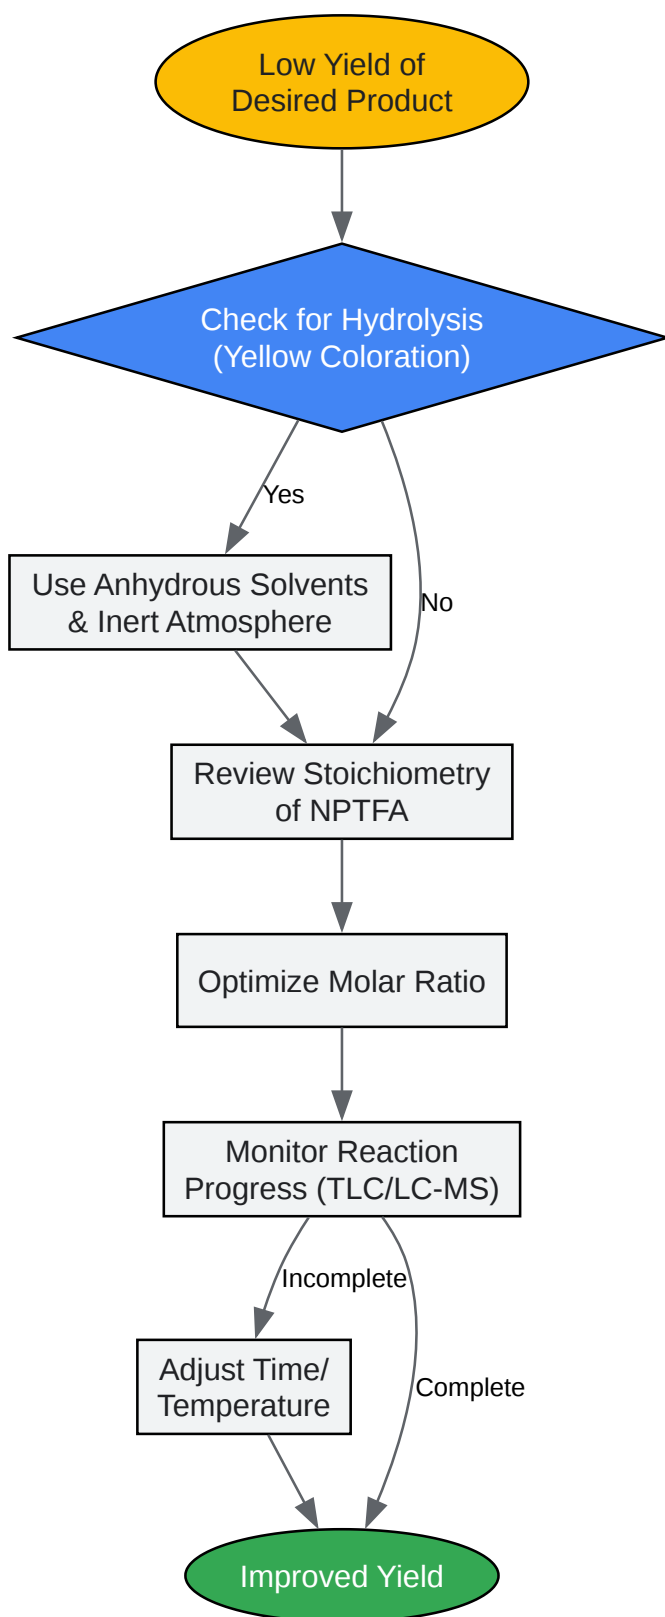 Low Yield of
Desired Product
Check for Hydrolysis
(Yellow Coloration)
Yes
Use Anhydrous Solvents
& Inert Atmosphere
No
Review Stoichiometry
of NPTFA
Optimize Molar Ratio
Monitor Reaction
Progress (TLC/LC-MS)
Incomplete
Adjust Time/
Temperature
Complete
Improved Yield